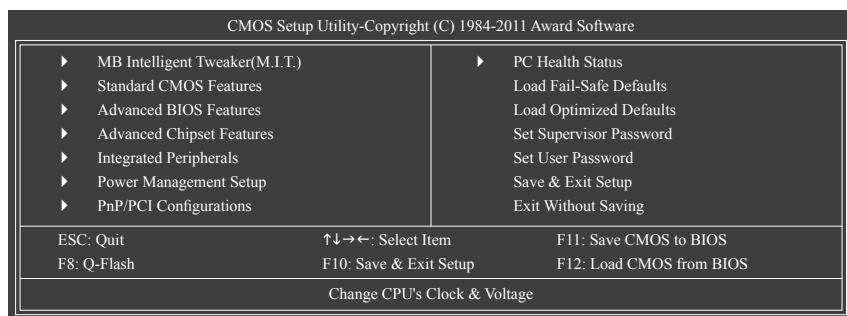 CMOS Setup Utility-Copyright (C) 1984-2011 Award Software
MB Intelligent Tweaker(M.I.T.)
Standard CMOS Features
Advanced BIOS Features
Advanced Chipset Features
Integrated Peripherals
Power Management Setup
PnP/PCI Configurations
PC Health Status
Load Fail-Safe Defaults
Load Optimized Defaults
Set Supervisor Password
Set User Password
Save & Exit Setup
Exit Without Saving
ESC: Quit ↑↓→←: Select Item F11: Save CMOS to BIOS
F8: Q-Flash F10: Save & Exit Setup F12: Load CMOS from BIOS
Change CPU's Clock & Voltage